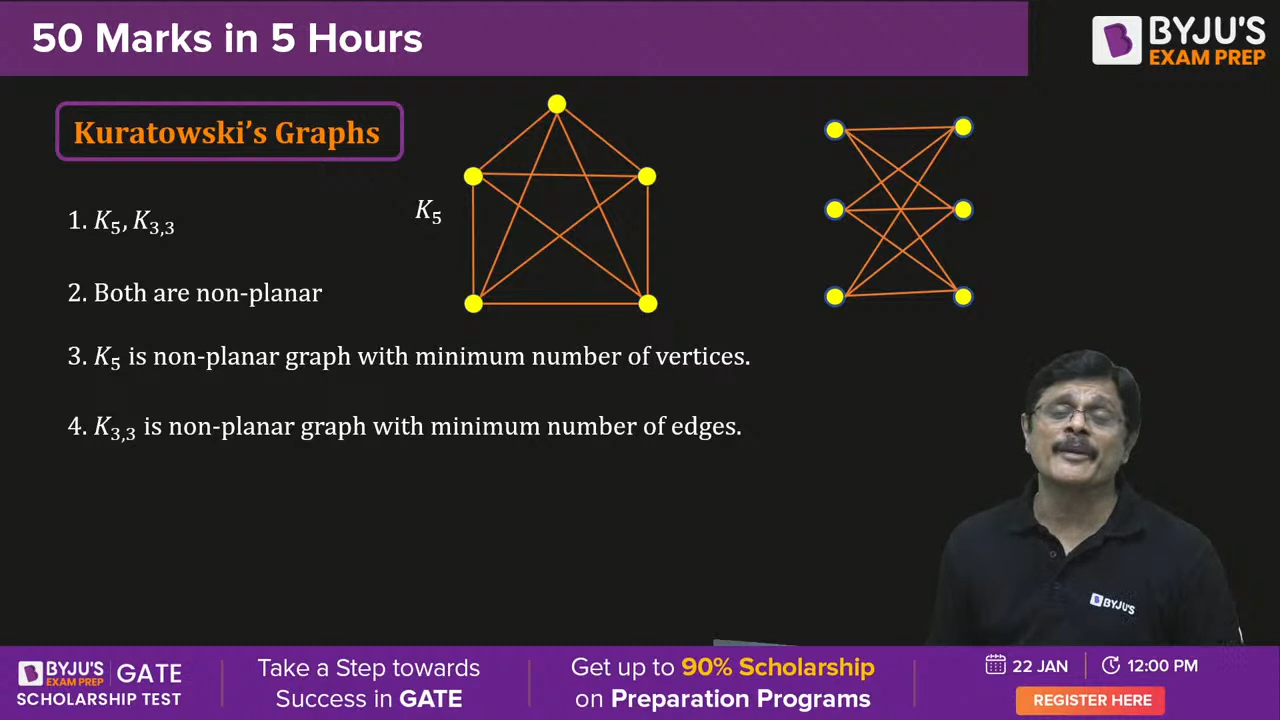 50 Marks in 5 Hours
BYJU'S
EXAM PREP
Kuratowski's Graphs
1. K₅, K₃,₃
K₅
2. Both are non-planar
3. K₅ is non-planar graph with minimum number of vertices.
4. K₃,₃ is non-planar graph with minimum number of edges.
BYJU'S
BYJU'S
EXAM PREP
GATE
SCHOLARSHIP TEST
Take a Step towards
Success in GATE
Get up to 90% Scholarship
on Preparation Programs
22 JAN
12:00 PM
REGISTER HERE